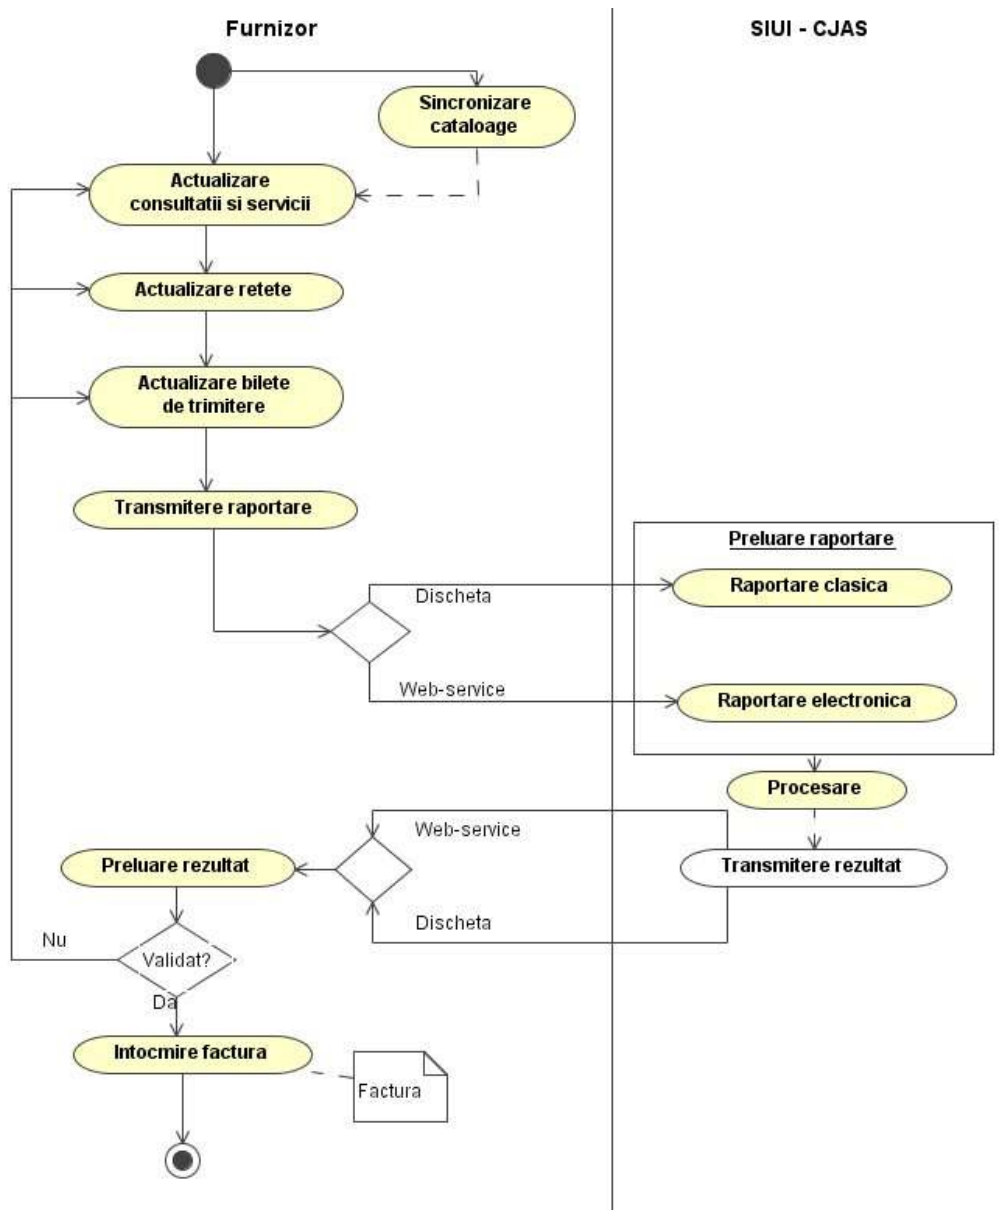 Furnizor
SIUI - CJAS
Sincronizare
cataloage
Actualizare
consultatii si servicii
Actualizare retete
Actualizare bilete
de trimitere
Transmitere raportare
Preluare raportare
Discheta
Raportare clasica
Web-service
Raportare electronica
Procesare
Web-service
Preluare rezultat
Transmitere rezultat
Discheta
Nu
Validat?
Da
Intocmire factura
Factura